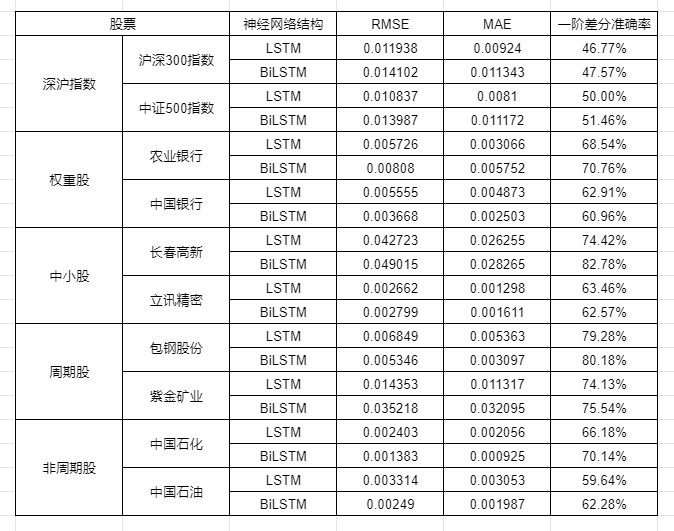 股票 神经网络结构 RMSE MAE 一阶差分准确率
深沪指数 沪深300指数 LSTM 0.011938 0.00924 46.77%
BiLSTM 0.014102 0.011343 47.57%
中证500指数 LSTM 0.010837 0.0081 50.00%
BiLSTM 0.013987 0.011172 51.46%
权重股 农业银行 LSTM 0.005726 0.003066 68.54%
BiLSTM 0.00808 0.005752 70.76%
中国银行 LSTM 0.005555 0.004873 62.91%
BiLSTM 0.003668 0.002503 60.96%
中小股 长春高新 LSTM 0.042723 0.026255 74.42%
BiLSTM 0.049015 0.028265 82.78%
立讯精密 LSTM 0.002662 0.001298 63.46%
BiLSTM 0.002799 0.001611 62.57%
周期股 包钢股份 LSTM 0.006849 0.005363 79.28%
BiLSTM 0.005346 0.003097 80.18%
紫金矿业 LSTM 0.014353 0.011317 74.13%
BiLSTM 0.035218 0.032095 75.54%
非周期股 中国石化 LSTM 0.002403 0.002056 66.18%
BiLSTM 0.001383 0.000925 70.14%
中国石油 LSTM 0.003314 0.003053 59.64%
BiLSTM 0.00249 0.001987 62.28%